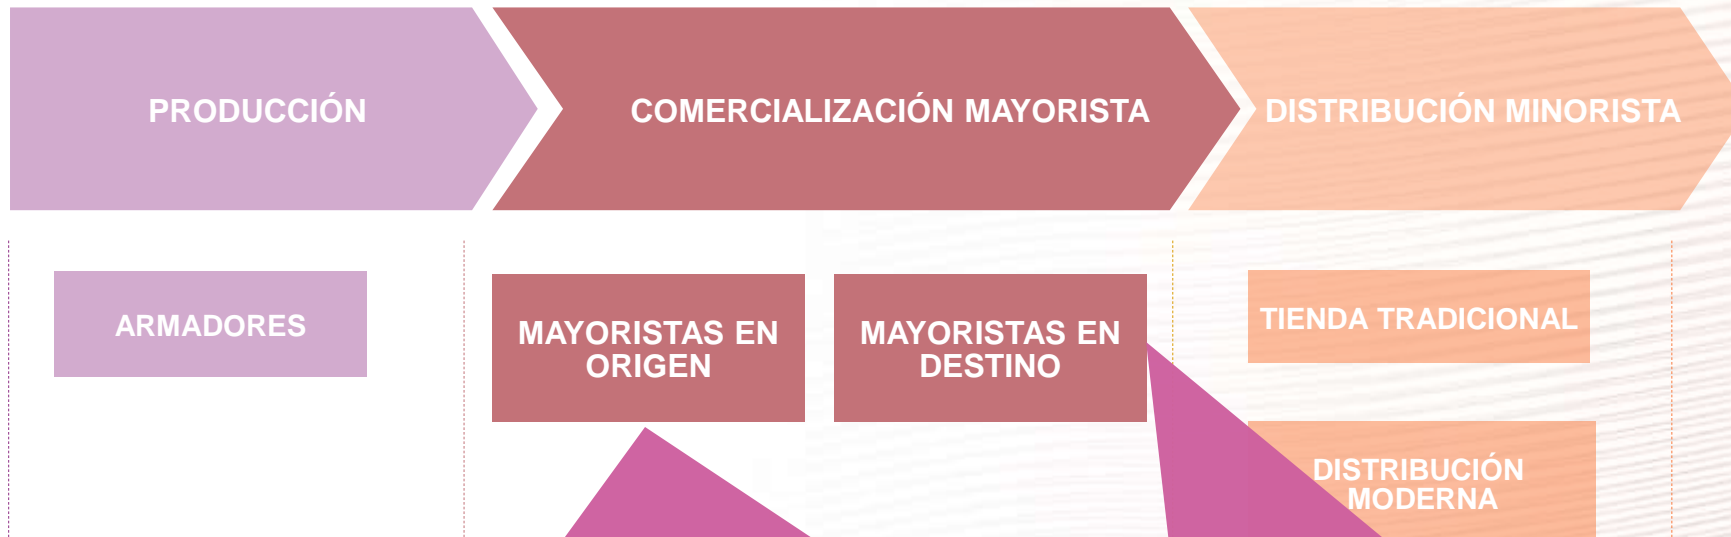 PRODUCCIÓN
COMERCIALIZACIÓN MAYORISTA
DISTRIBUCIÓN MINORISTA
ARMADORES
MAYORISTAS EN
ORIGEN
MAYORISTAS EN
DESTINO
TIENDA TRADICIONAL
DISTRIBUCIÓN
MODERNA